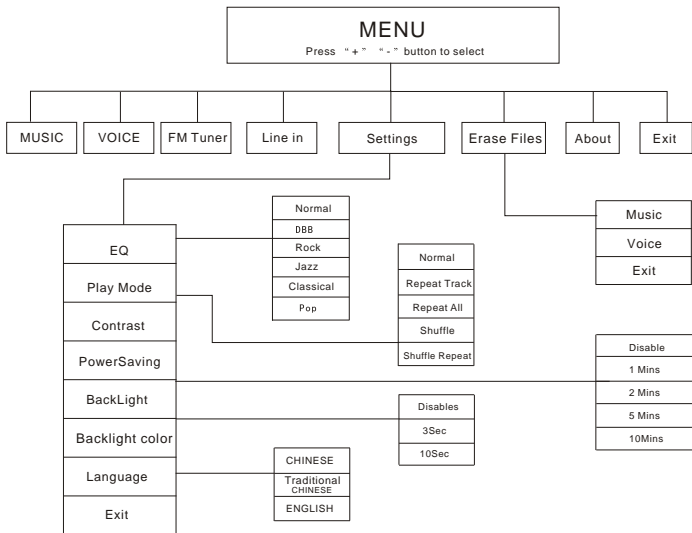 MENU
Press “+” “-” button to select
MUSIC
VOICE
FM Tuner
Line in
Settings
Erase Files
About
Exit
EQ
Play Mode
Contrast
PowerSaving
BackLight
Backlight color
Language
Exit
Normal
DBB
Rock
Jazz
Classical
Pop
Normal
Repeat Track
Repeat All
Shuffle
Shuffle Repeat
Music
Voice
Exit
Disable
1 Mins
2 Mins
5 Mins
10Mins
Disables
3Sec
10Sec
CHINESE
Traditional
CHINESE
ENGLISH